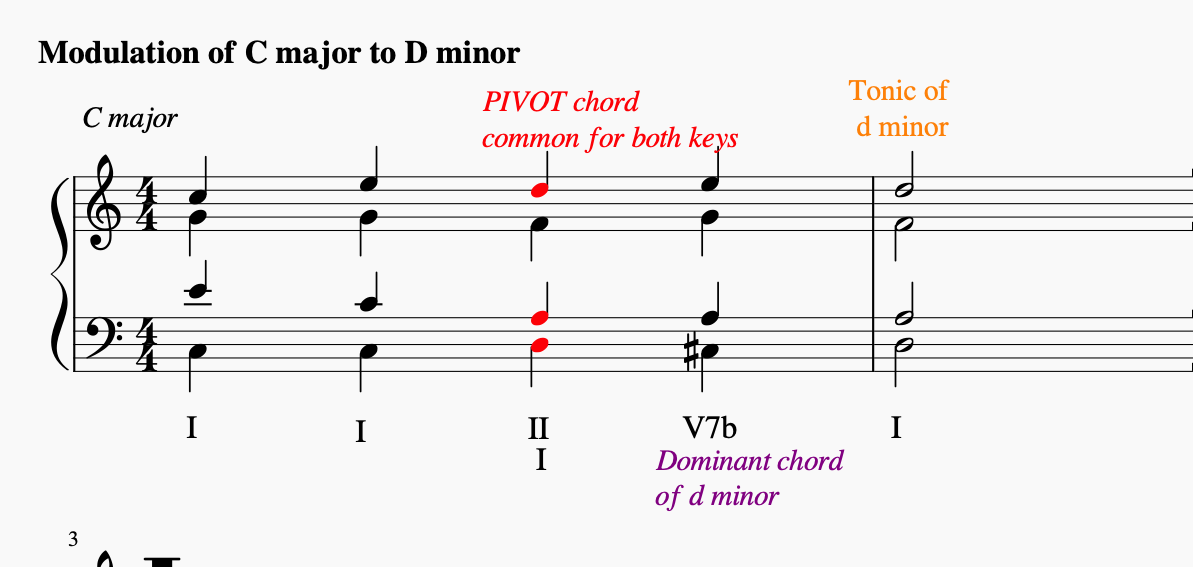 Modulation of C major to D minor
C major
PIVOT chord
common for both keys
Tonic of
d minor
4 4
4 4
I I II V7b I
I
Dominant chord
of d minor
3